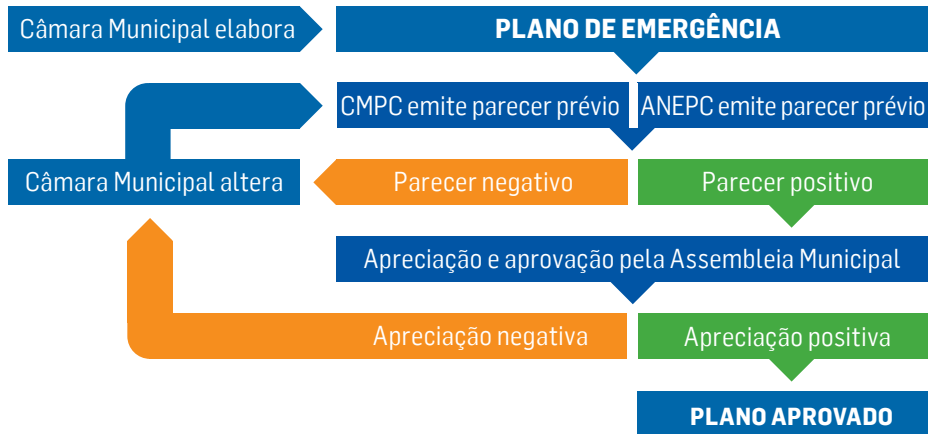 Câmara Municipal elabora
PLANO DE EMERGÊNCIA
CMPC emite parecer prévio
ANEPC emite parecer prévio
Câmara Municipal altera
Parecer negativo
Parecer positivo
Apreciação e aprovação pela Assembleia Municipal
Apreciação negativa
Apreciação positiva
PLANO APROVADO